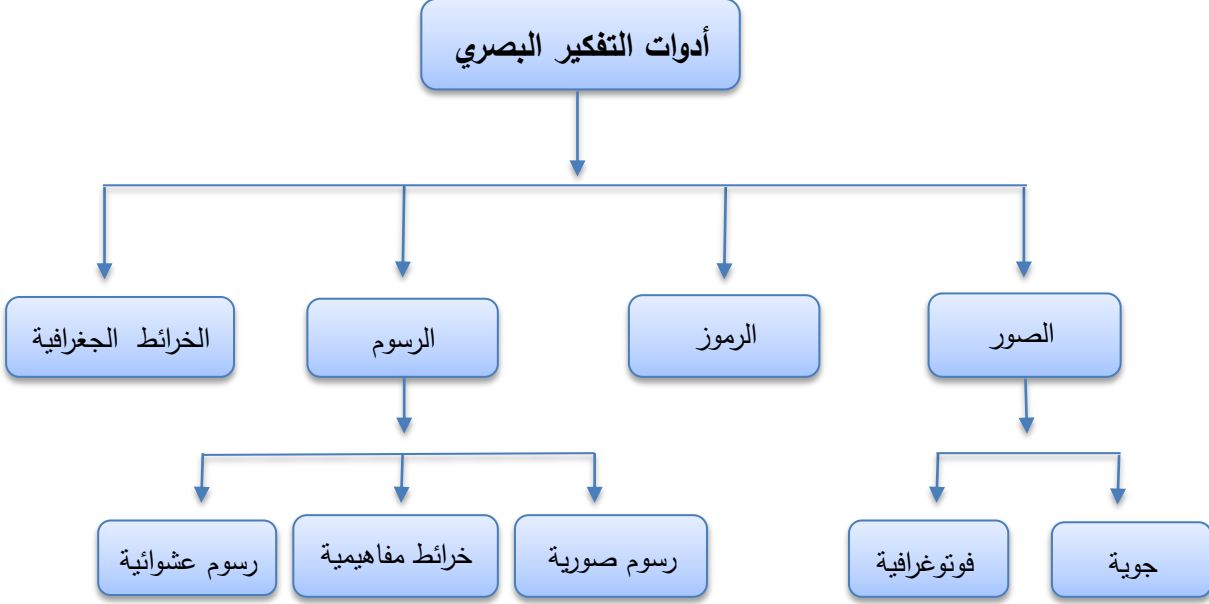 أدوات التفكير البصري
الصور
الرموز
الرسوم
الخرائط الجغرافية
جوية
فوتوغرافية
رسوم صورية
خرائط مفاهيمية
رسوم عشوائية